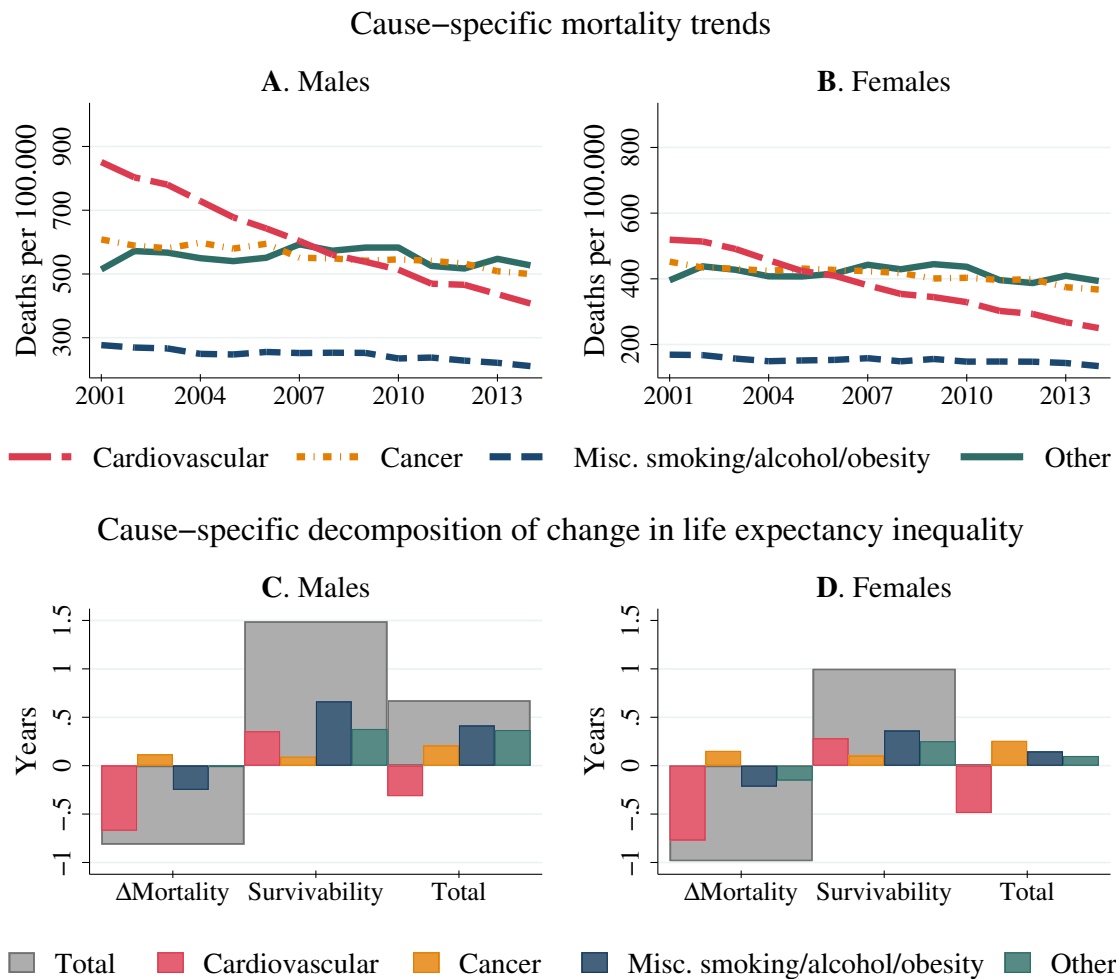 Cause−specific mortality trends
A. Males
Deaths per 100.000
900
700
500
300
2001 2004 2007 2010 2013
B. Females
Deaths per 100.000
800
600
400
200
2001 2004 2007 2010 2013
Cardiovascular Cancer Misc. smoking/alcohol/obesity Other
Cause−specific decomposition of change in life expectancy inequality
C. Males
Years
1.5
1
.5
0
−.5
−1
ΔMortality Survivability Total
D. Females
Years
1.5
1
.5
0
−.5
−1
ΔMortality Survivability Total
Total Cardiovascular Cancer Misc. smoking/alcohol/obesity Other